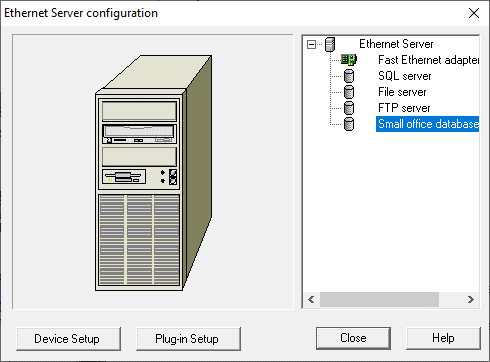 Ethernet Server configuration
Ethernet Server
Fast Ethernet adapter
SQL server
File server
FTP server
Small office database
Device Setup
Plug-in Setup
Close
Help